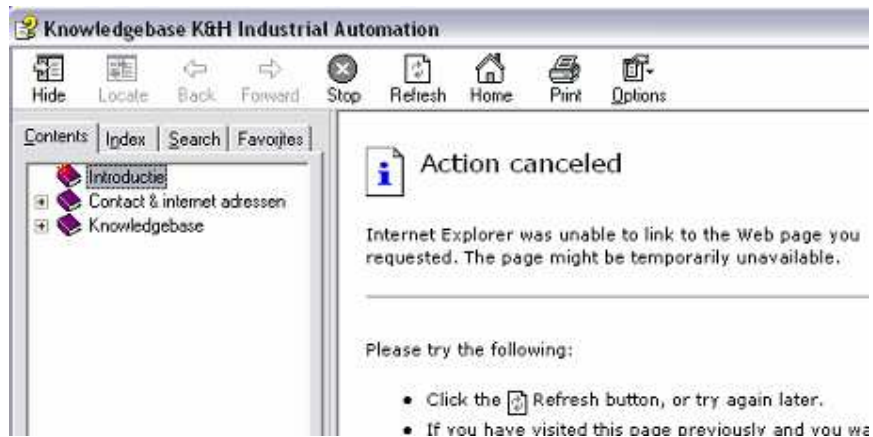 Knowledgebase K&H Industrial Automation
Hide Locate Back Forward Stop Refresh Home Print Options
Contents Index Search Favorites
Introductie
Contact & internet adressen
Knowledgebase
Action canceled
Internet Explorer was unable to link to the Web page you
requested. The page might be temporarily unavailable.
Please try the following:
• Click the Refresh button, or try again later.
• If you have visited this page previously and you wa